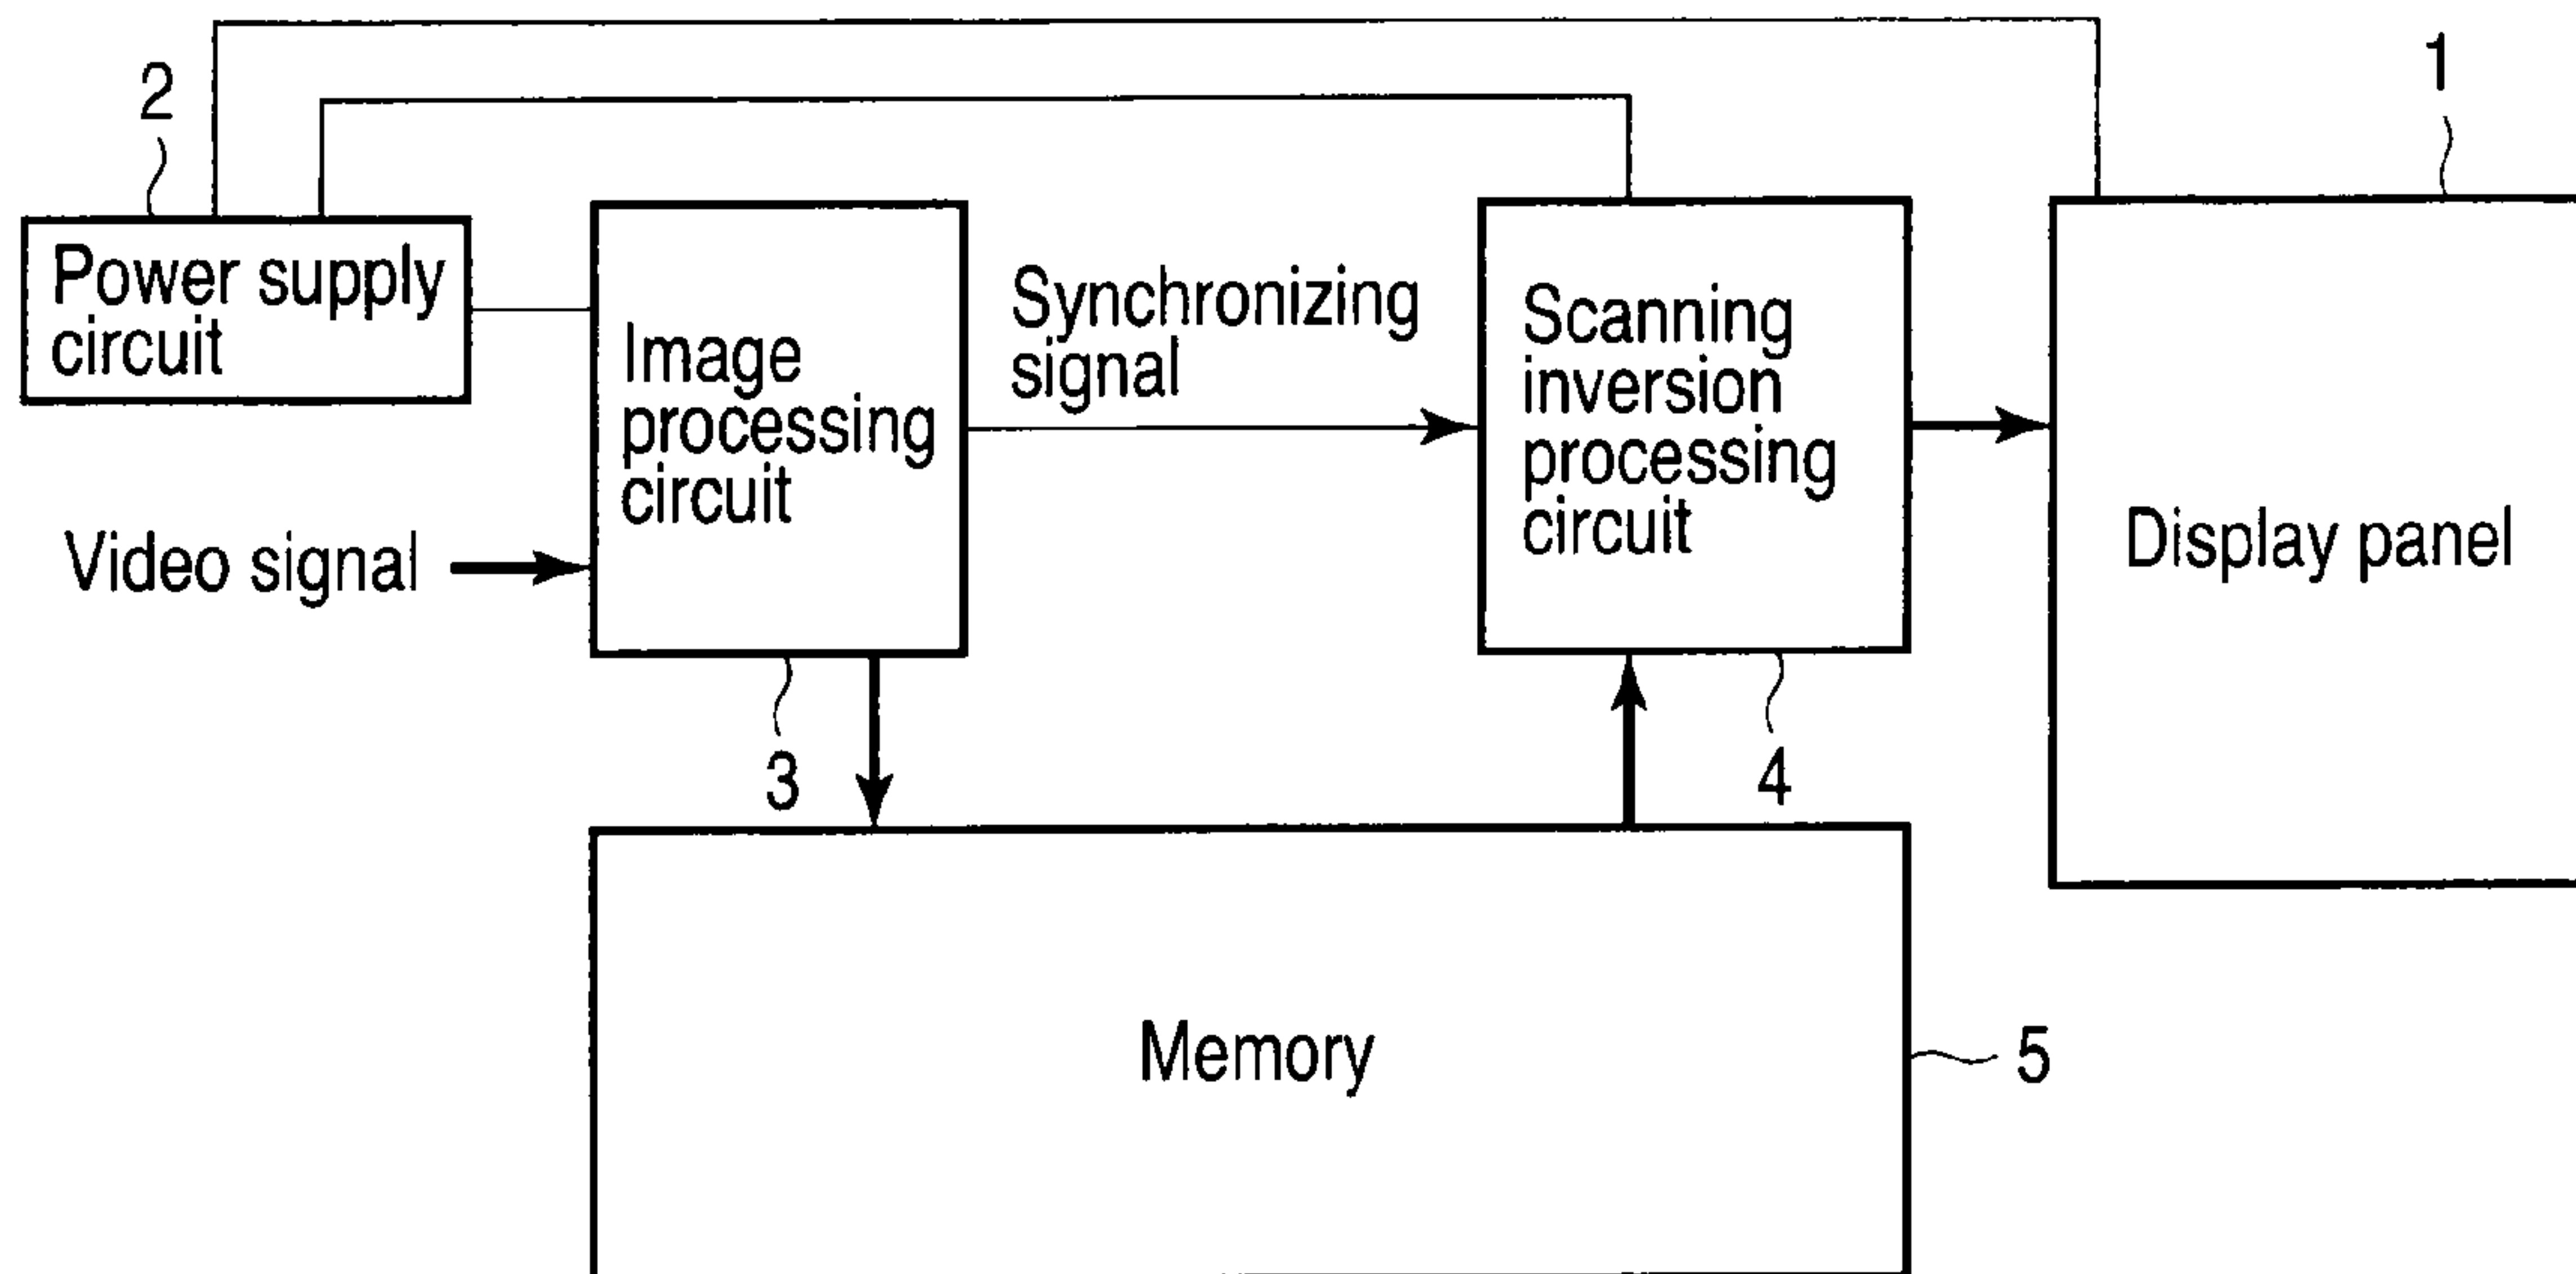 2
1
Power supply
circuit
Image
processing
circuit
Synchronizing
signal
Scanning
inversion
processing
circuit
Video signal
Display panel
3
4
Memory
5